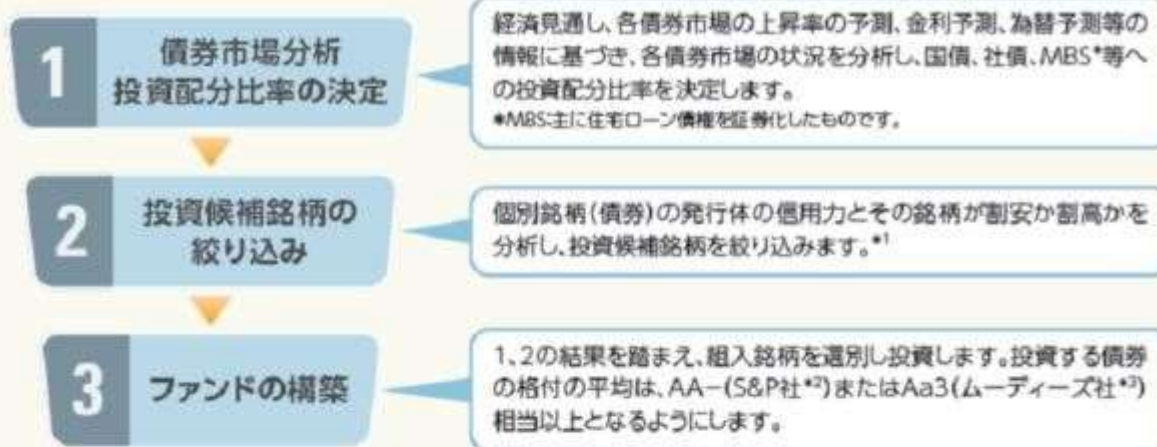 1
債券市場分析
投資配分比率の決定
経済見通し、各債券市場の上昇率の予測、金利予測、為替予測等の
情報に基づき、各債券市場の状況を分析し、国債、社債、MBS*等へ
の投資配分比率を決定します。
*MBS:主に住宅ローン債権を証券化したものです。
2
投資候補銘柄の
絞り込み
個別銘柄(債券)の発行体の信用力とその銘柄が割安か割高かを
分析し、投資候補銘柄を絞り込みます。*1
3
ファンドの構築
1、2の結果を踏まえ、組入銘柄を選別し投資します。投資する債券
の格付の平均は、AA−(S&P社*2)またはAa3(ムーディーズ社*3)
相当以上となるようにします。